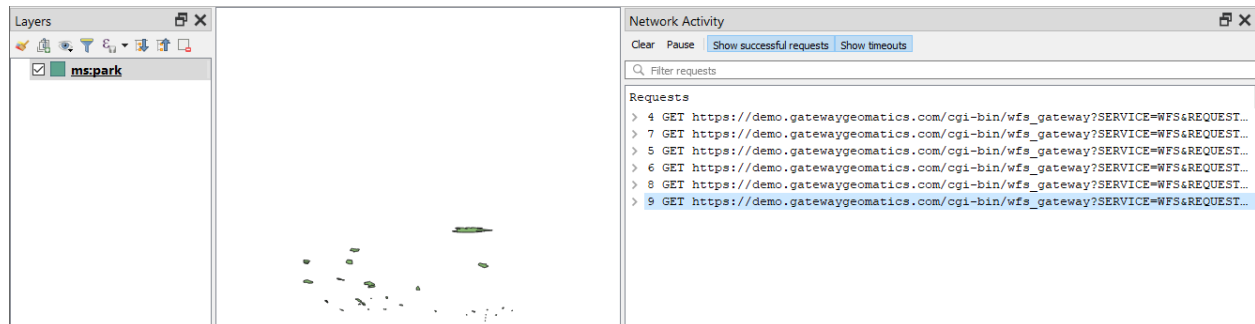 Layers
ms:park
Network Activity
Clear Pause Show successful requests Show timeouts
Filter requests
Requests
4 GET https://demo.gatewaygeomatics.com/cgi-bin/wfs_gateway?SERVICE=WFS&REQUEST…
7 GET https://demo.gatewaygeomatics.com/cgi-bin/wfs_gateway?SERVICE=WFS&REQUEST…
5 GET https://demo.gatewaygeomatics.com/cgi-bin/wfs_gateway?SERVICE=WFS&REQUEST…
6 GET https://demo.gatewaygeomatics.com/cgi-bin/wfs_gateway?SERVICE=WFS&REQUEST…
8 GET https://demo.gatewaygeomatics.com/cgi-bin/wfs_gateway?SERVICE=WFS&REQUEST…
9 GET https://demo.gatewaygeomatics.com/cgi-bin/wfs_gateway?SERVICE=WFS&REQUEST…